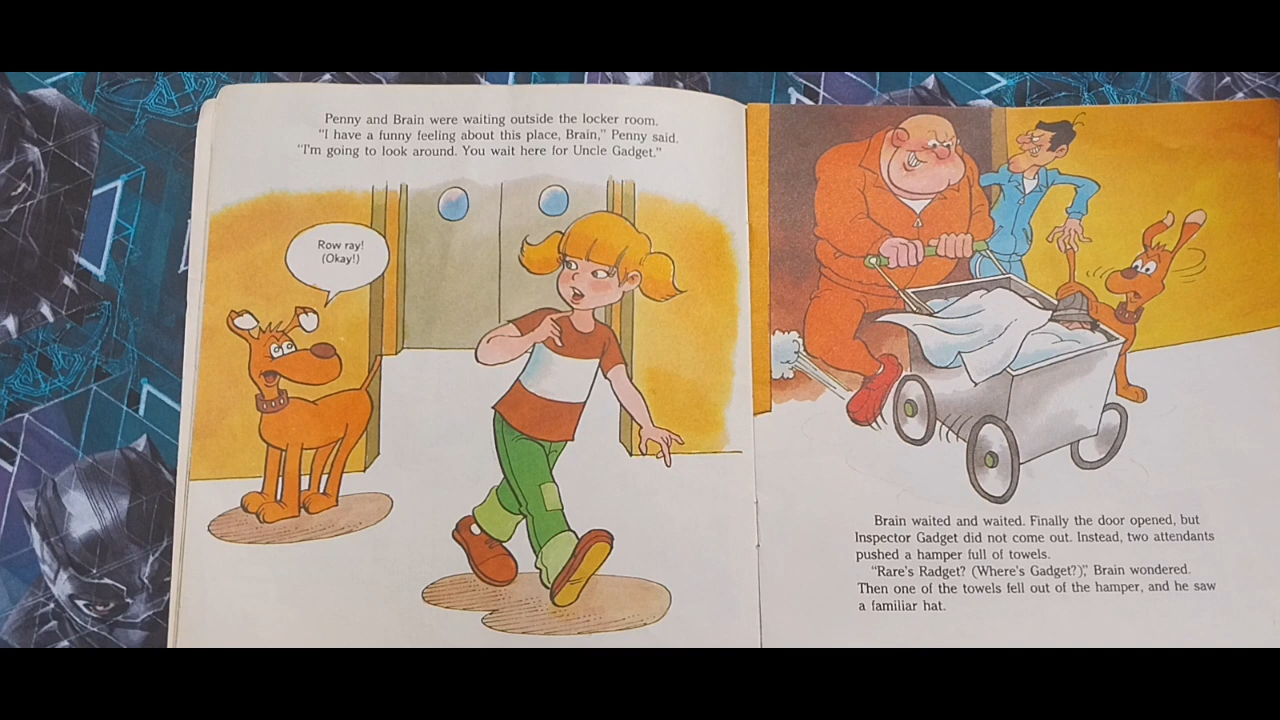 Penny and Brain were waiting outside the locker room.
"I have a funny feeling about this place, Brain," Penny said.
"I'm going to look around. You wait here for Uncle Gadget."
Row ray!
(Okay!)
Brain waited and waited. Finally the door opened, but
Inspector Gadget did not come out. Instead, two attendants
pushed a hamper full of towels.
"Rare's Radget? (Where's Gadget?)," Brain wondered.
Then one of the towels fell out of the hamper, and he saw
a familiar hat.